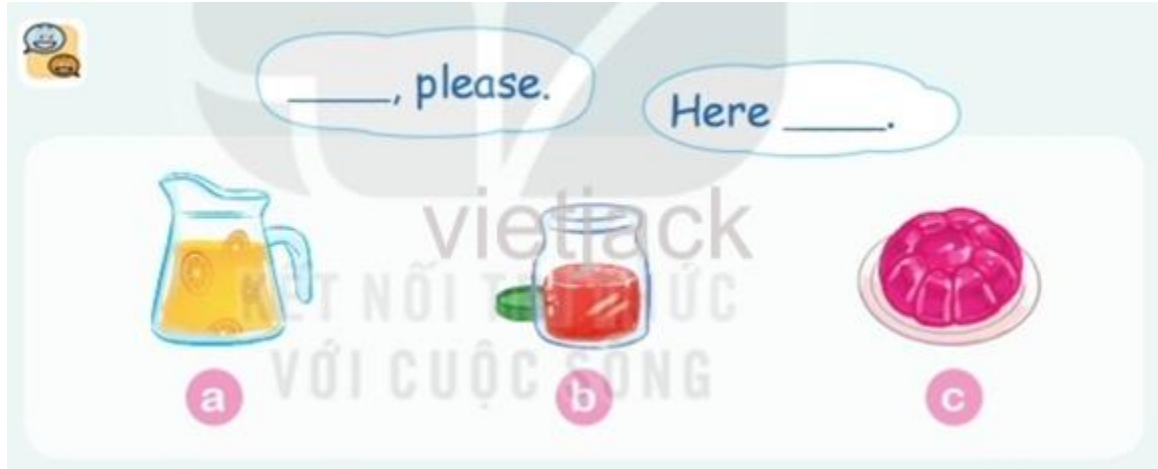 ____, please.
Here ____.
vietjack
KẾT NỐI TRI THỨC
VỚI CUỘC SỐNG
a
b
c